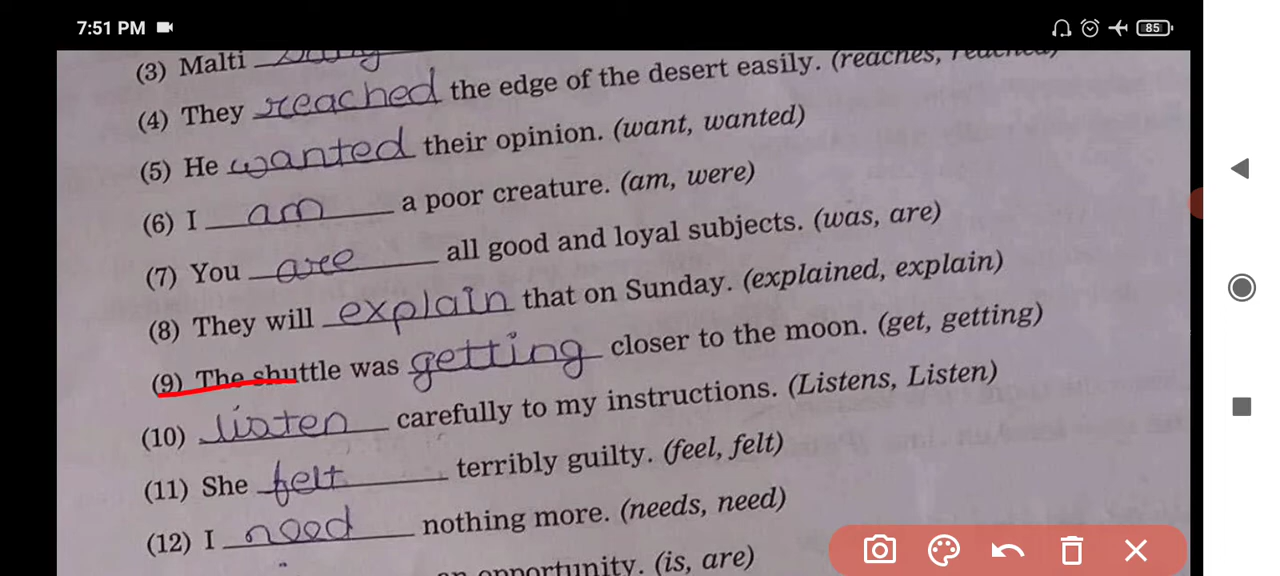 7:51 PM
85
(3) Malti
(4) They reached the edge of the desert easily. (reaches, reached)
(5) He wanted their opinion. (want, wanted)
(6) I am a poor creature. (am, were)
(7) You are all good and loyal subjects. (was, are)
(8) They will explain that on Sunday. (explained, explain)
(9) The shuttle was getting closer to the moon. (get, getting)
(10) listen carefully to my instructions. (Listens, Listen)
(11) She felt terribly guilty. (feel, felt)
(12) I need nothing more. (needs, need)
an opportunity. (is, are)